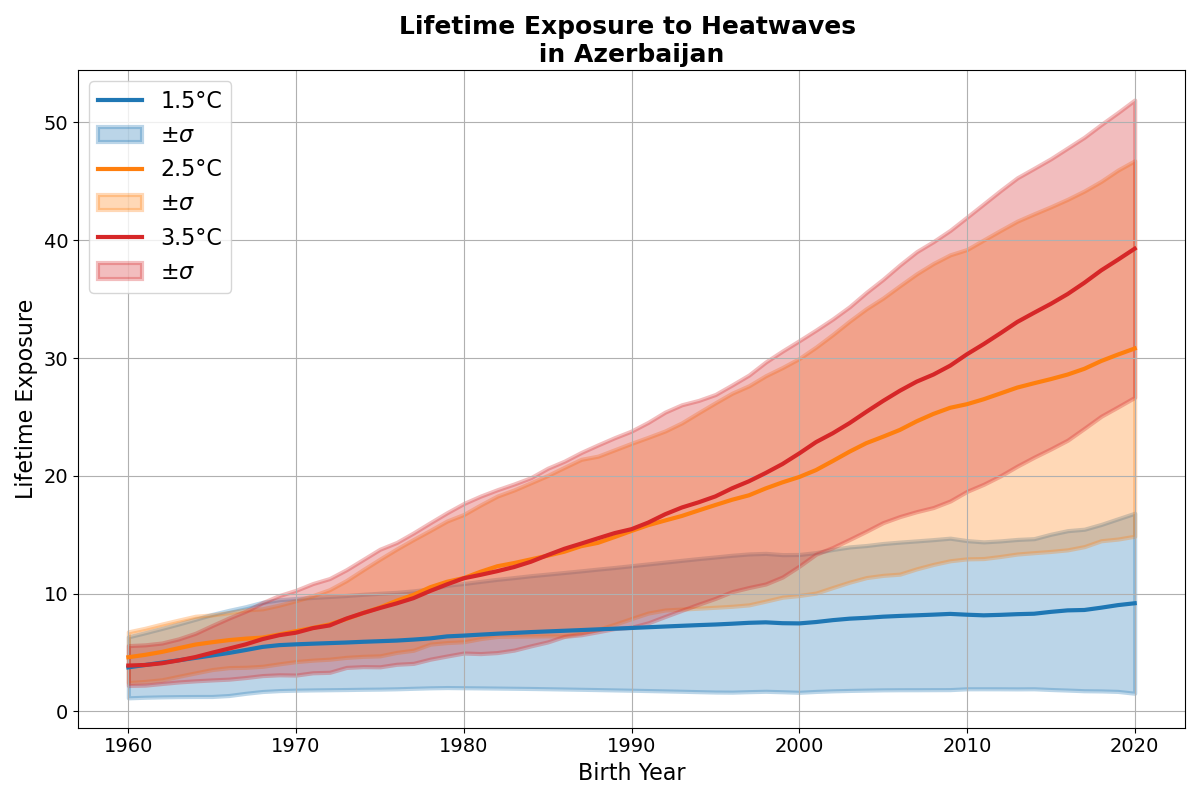 Lifetime Exposure to Heatwaves
in Azerbaijan
1.5°C
±σ
2.5°C
±σ
3.5°C
±σ
Lifetime Exposure
50
40
30
20
10
0
1960
1970
1980
1990
2000
2010
2020
Birth Year